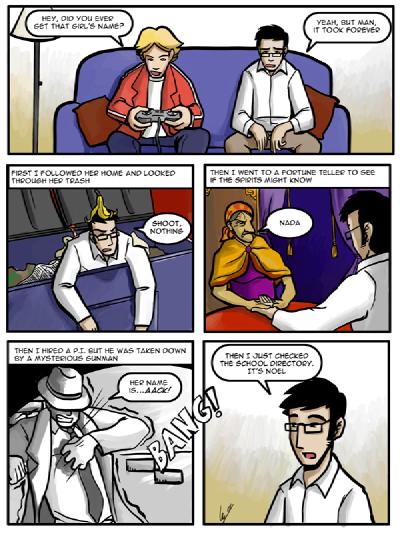 HEY, DID YOU EVER
GET THAT GIRL'S NAME?
YEAH, BUT MAN,
IT TOOK FOREVER
FIRST I FOLLOWED HER HOME AND LOOKED
THROUGH HER TRASH
SHOOT,
NOTHING
THEN I WENT TO A FORTUNE TELLER TO SEE
IF THE SPIRITS MIGHT KNOW
NADA
THEN I HIRED A P.I. BUT HE WAS TAKEN DOWN
BY A MYSTERIOUS GUNMAN
HER NAME
IS...AACK!
BANG!
THEN I JUST CHECKED
THE SCHOOL DIRECTORY.
IT'S NOEL